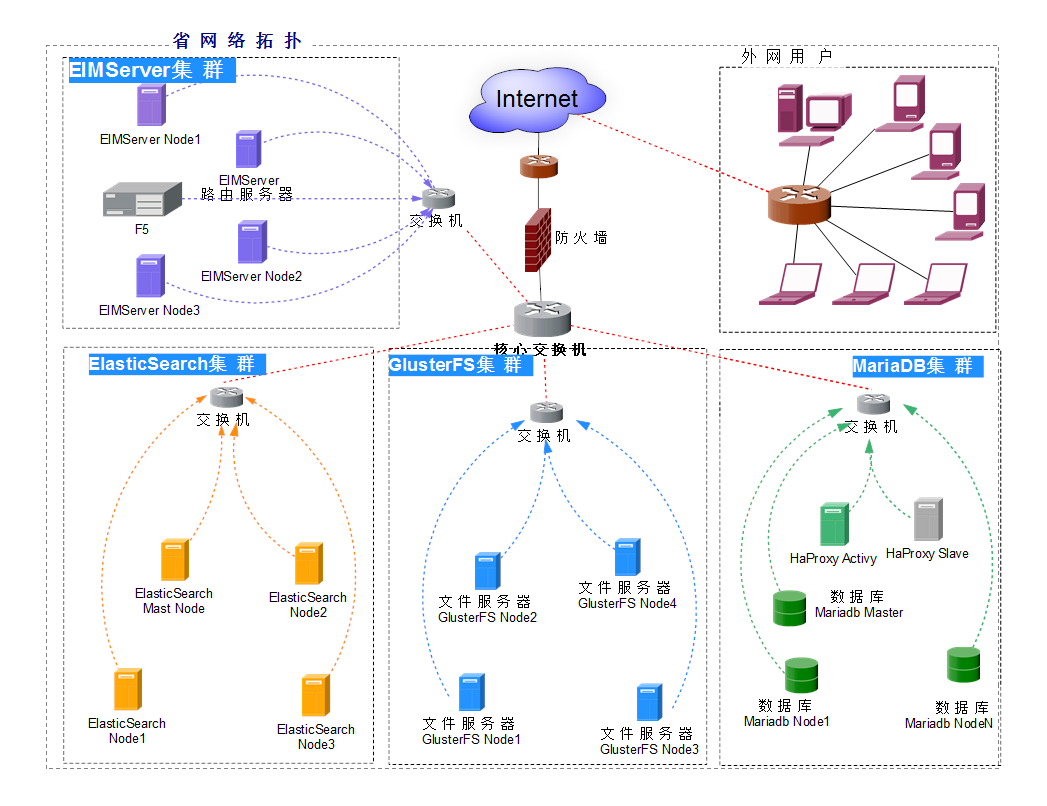 省网络拓扑
EIMServer集 群
EIMServer Node1
EIMServer
路由服务器
F5
EIMServer Node2
EIMServer Node3
交换机
Internet
防火墙
核心交换机
外网用户
ElasticSearch集 群
交换机
ElasticSearch
Mast Node
ElasticSearch
Node2
ElasticSearch
Node1
ElasticSearch
Node3
GlusterFS集 群
交换机
文件服务器
GlusterFS Node2
文件服务器
GlusterFS Node4
文件服务器
GlusterFS Node1
文件服务器
GlusterFS Node3
MariaDB集 群
交换机
HaProxy Activy
HaProxy Slave
数据库
Mariadb Master
数据库
Mariadb Node1
数据库
Mariadb NodeN